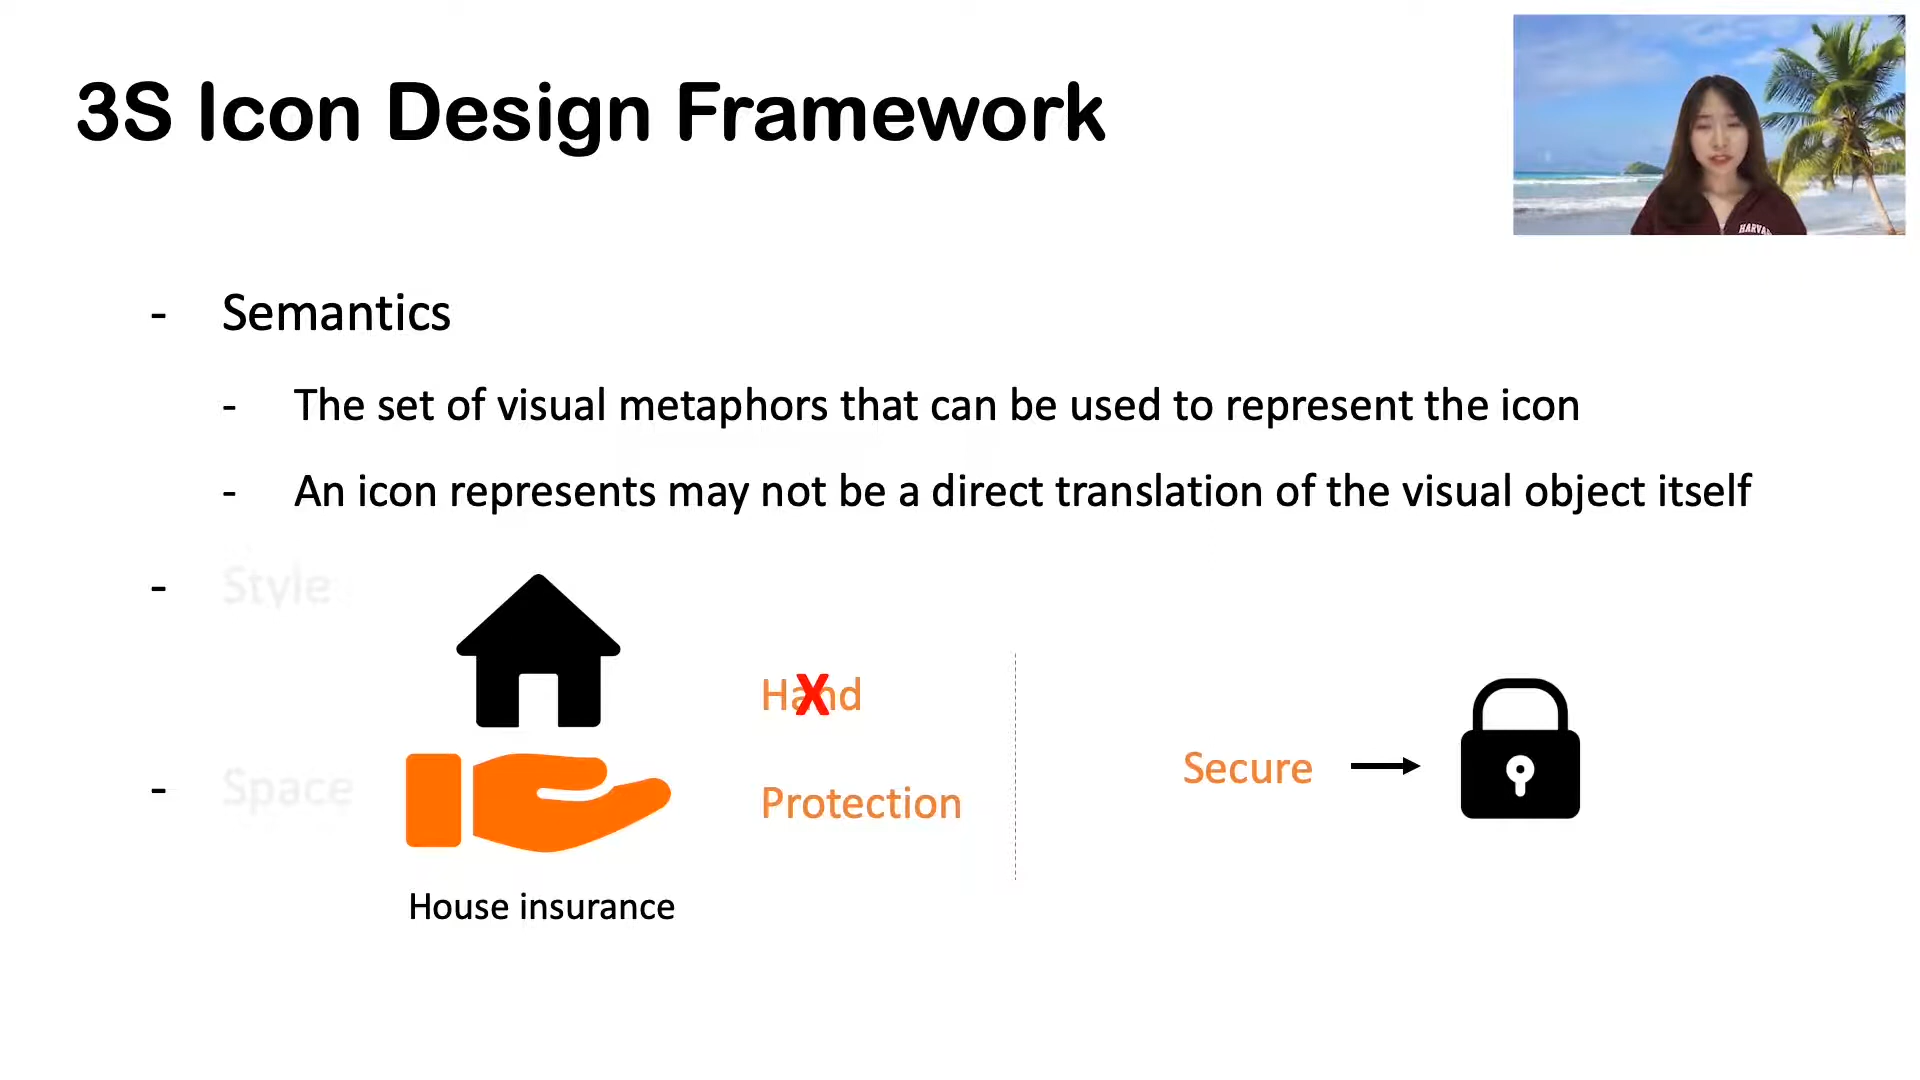 3S Icon Design Framework
- Semantics
- The set of visual metaphors that can be used to represent the icon
- An icon represents may not be a direct translation of the visual object itself
- Style
- Space
Hand
X
Protection
House insurance
Secure